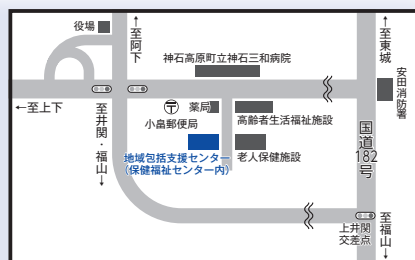 役場
↑至阿下
↑至東城
神石高原町立神石三和病院
安田消防署
←至上下
〒
薬局
小畠郵便局
高齢者生活福祉施設
至井関・福山↓
国道182号
地域包括支援センター
(保健福祉センター内)
老人保健施設
上井関
交差点
至福山↓